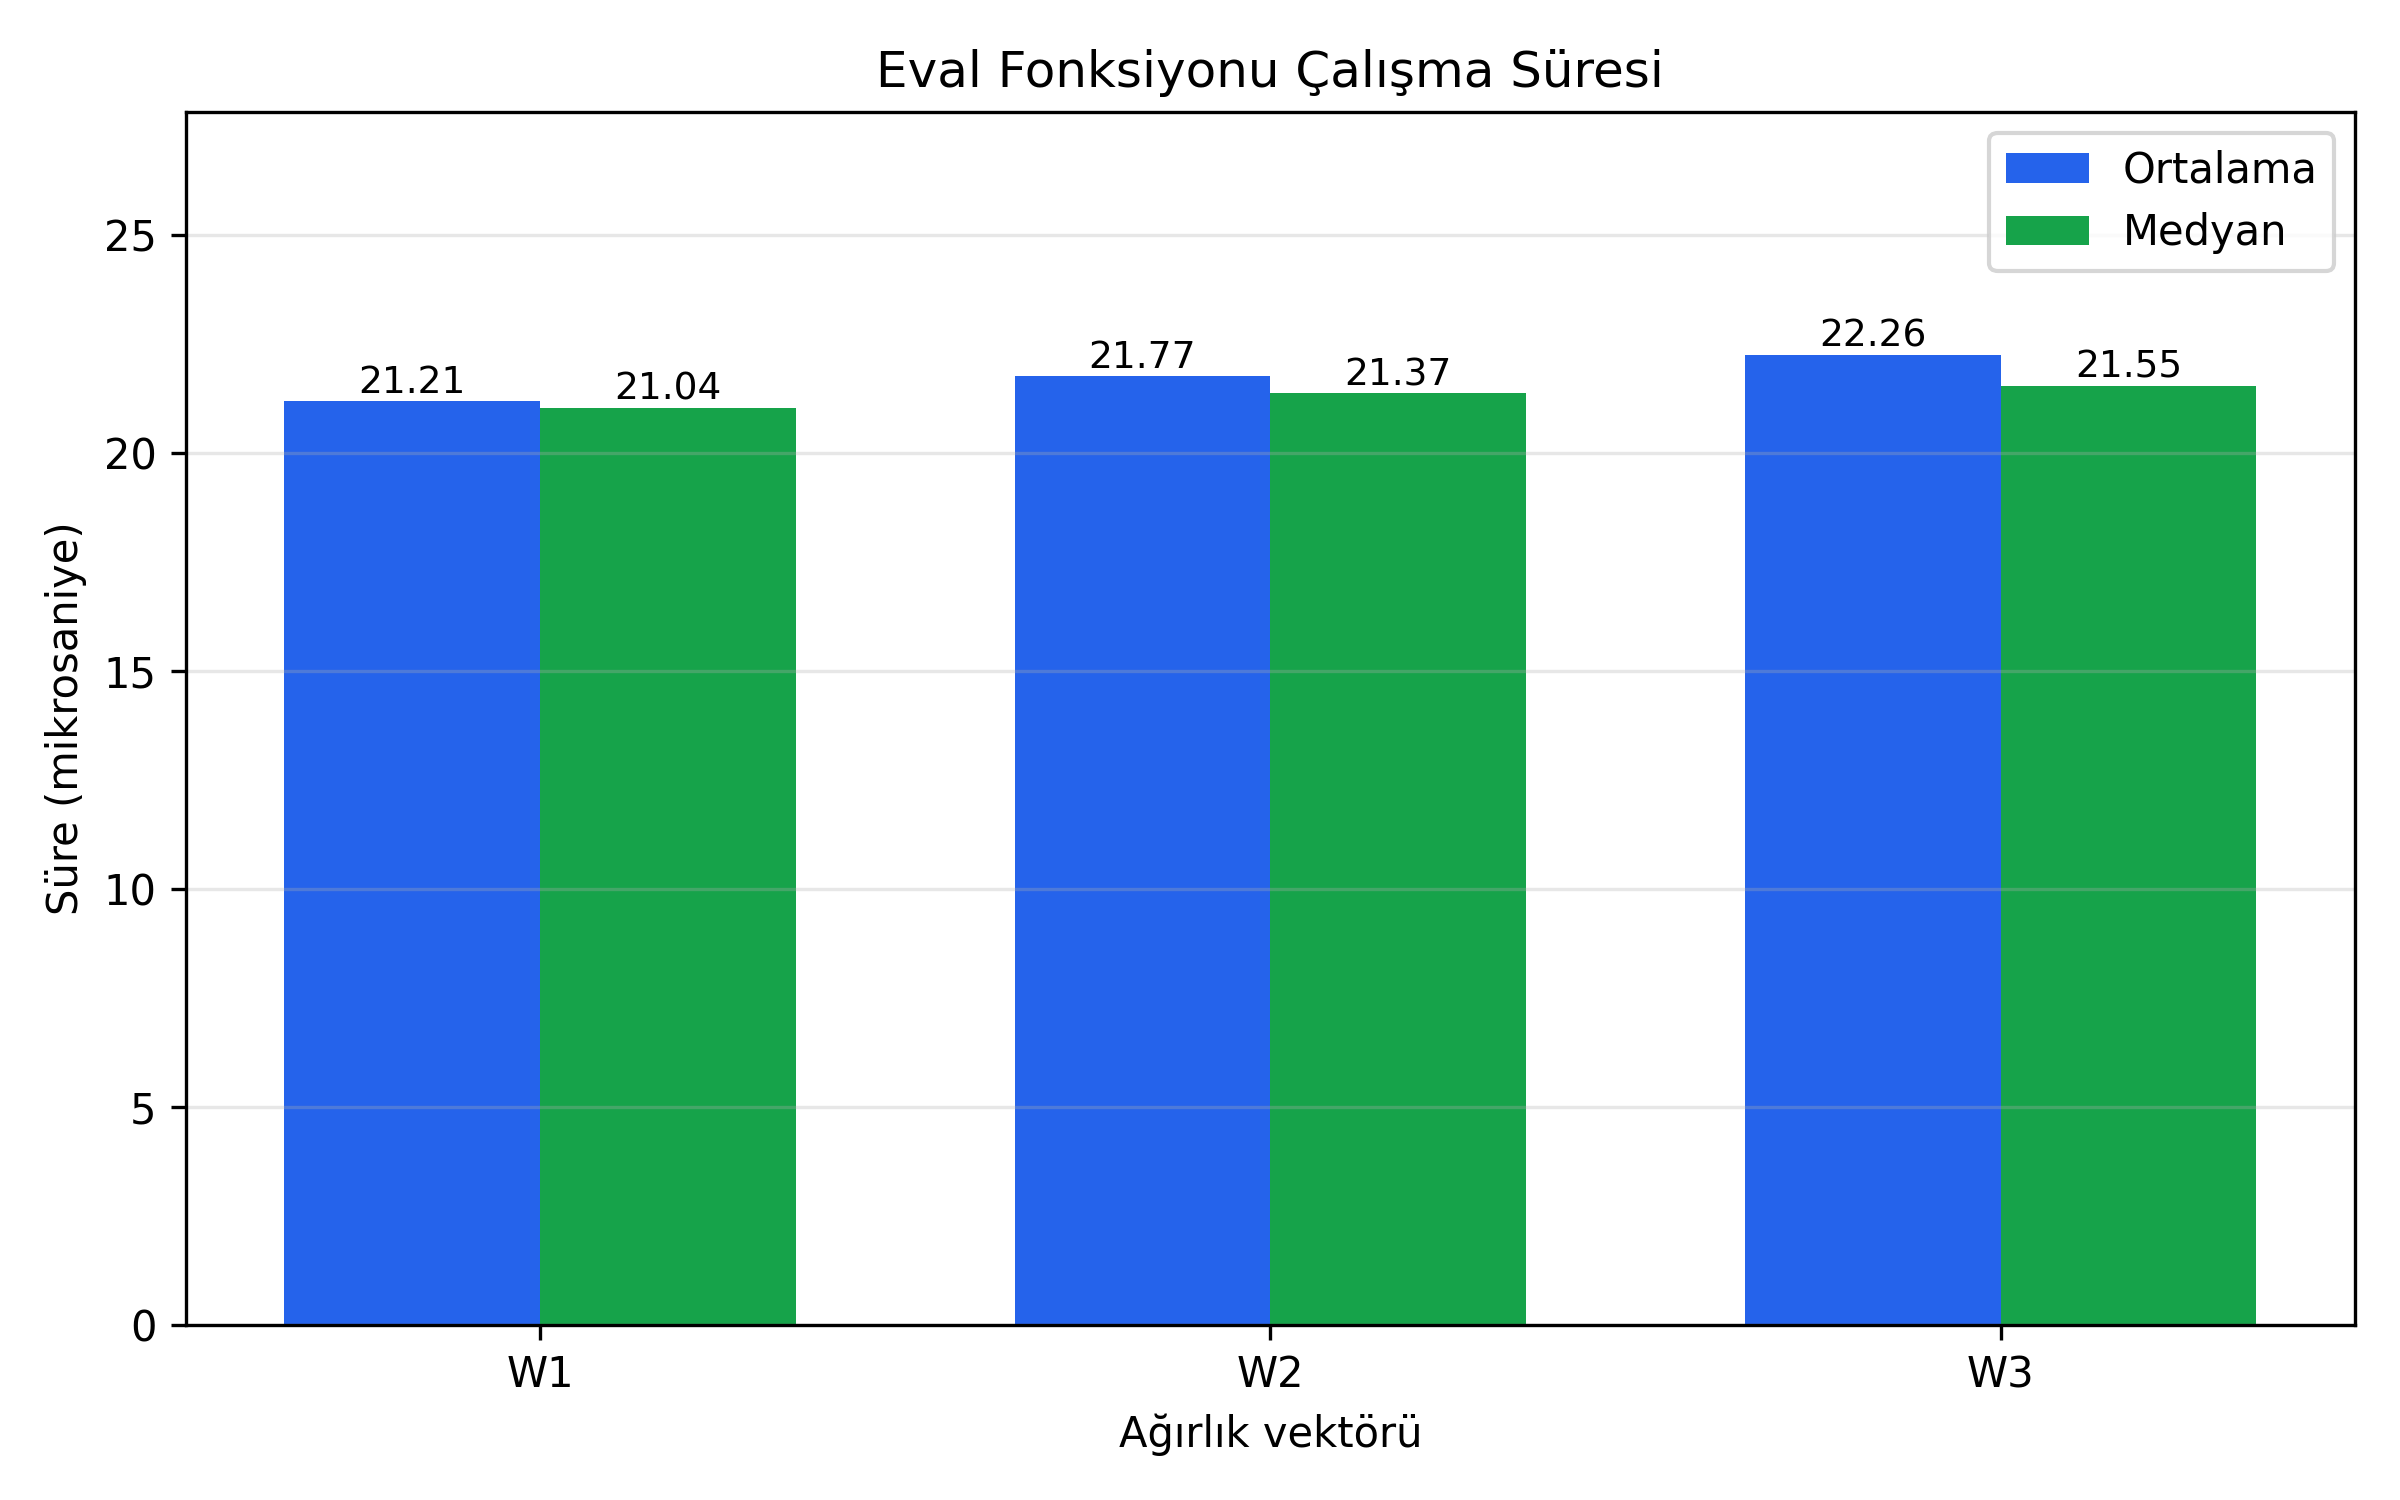 Eval Fonksiyonu Çalışma Süresi
Ortalama
Medyan
25
20
15
10
5
0
Süre (mikrosaniye)
21.21
21.04
21.77
21.37
22.26
21.55
W1
W2
W3
Ağırlık vektörü